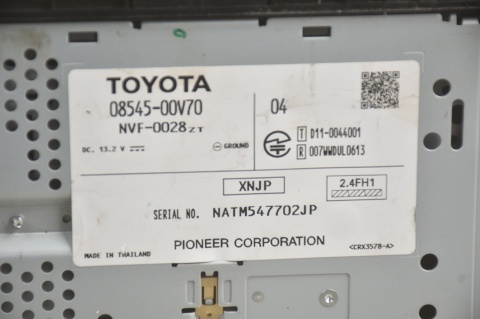 TOYOTA
08545-00V70
NVF-0028ZT
04
DC. 13.2 V
GROUND
T D11-0044001
R 007WWDUL0613
XNJP
2.4FH1
SERIAL NO. NATM547702JP
PIONEER CORPORATION
MADE IN THAILAND
<CRX3578-A>